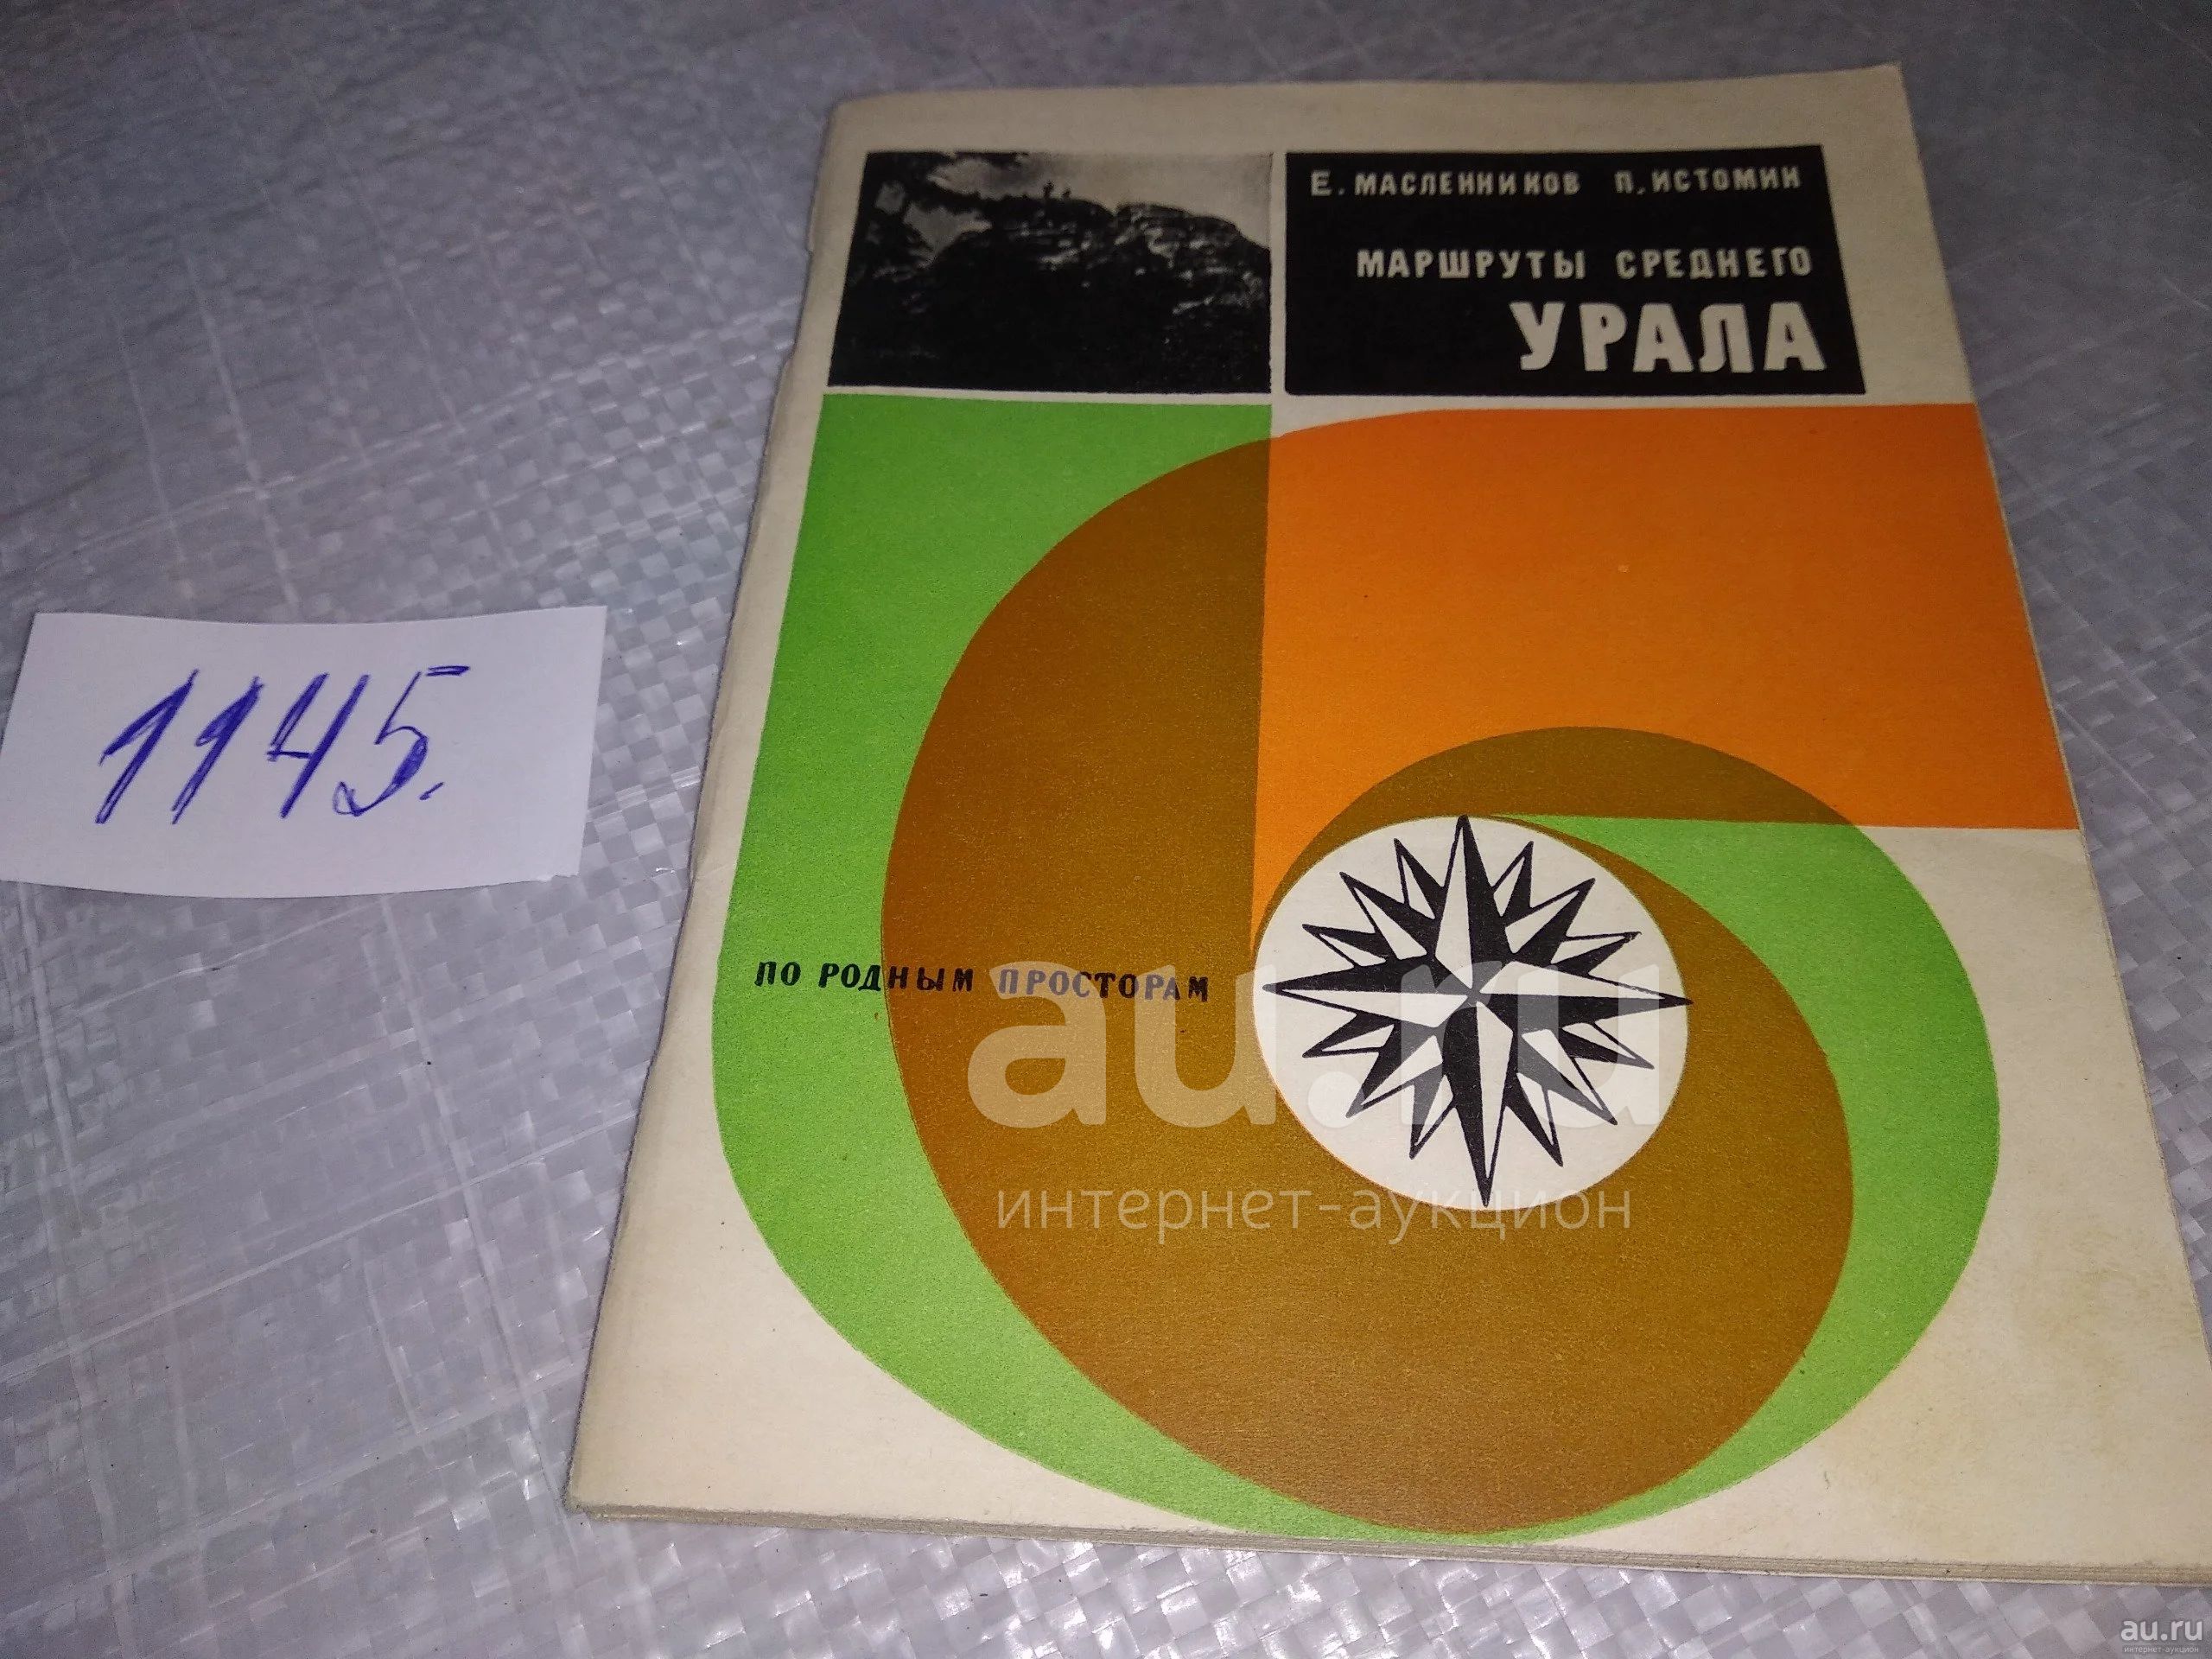 Е. МАСЛЕННИКОВ П. ИСТОМИН
МАРШРУТЫ СРЕДНЕГО
УРАЛА
1145.
ПО РОДНЫМ ПРОСТОРАМ
au.ru
интернет-аукцион
au.ru
интернет-аукцион